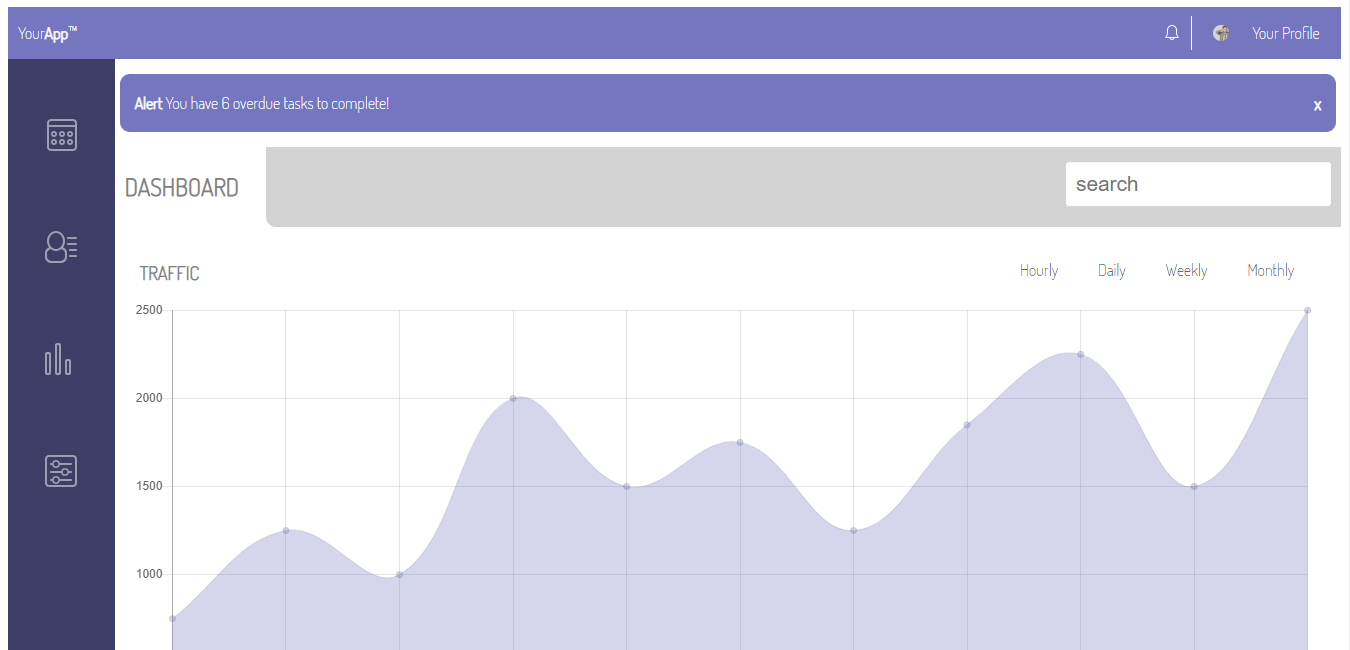 YourApp™
Your Profile
Alert You have 6 overdue tasks to complete!
x
DASHBOARD
search
TRAFFIC
Hourly Daily Weekly Monthly
2500
2000
1500
1000